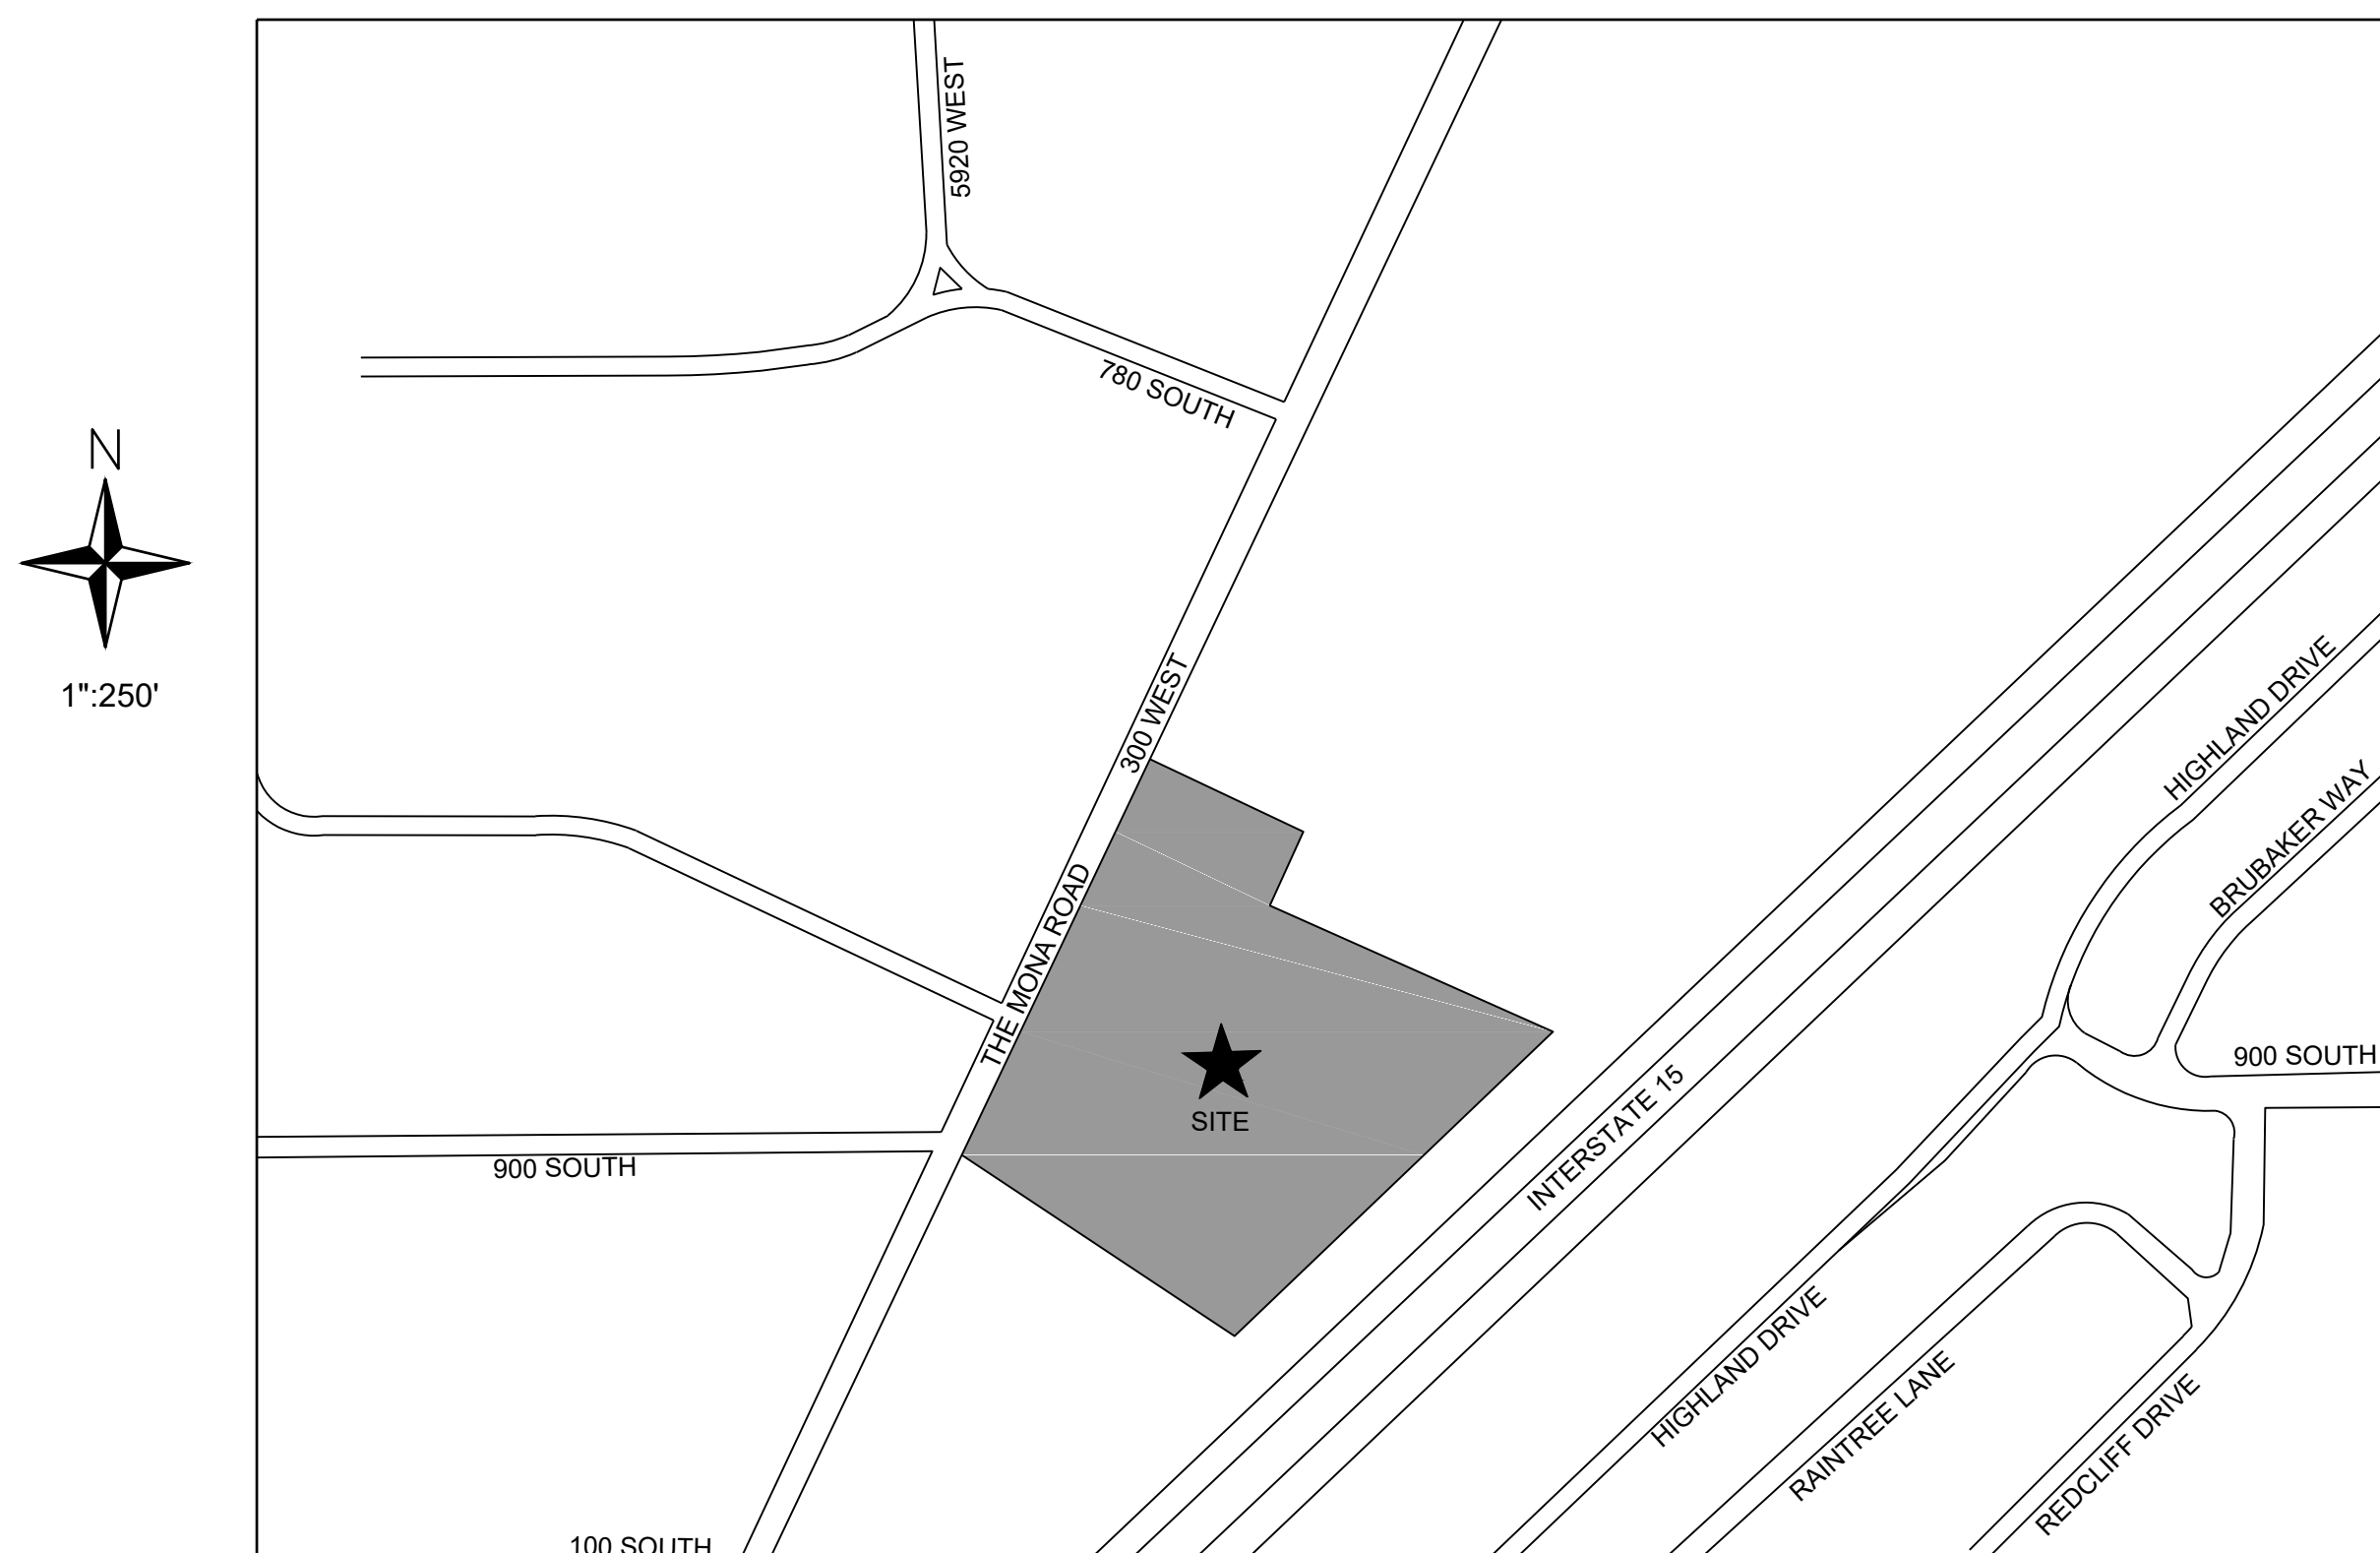 5920 WEST
780 SOUTH
N
1":250'
300 WEST
HIGHLAND DRIVE
BRUBAKER WAY
THE MONA ROAD
900 SOUTH
INTERSTATE 15
SITE
900 SOUTH
HIGHLAND DRIVE
RAINTREE LANE
REDCLIFF DRIVE
100 SOUTH